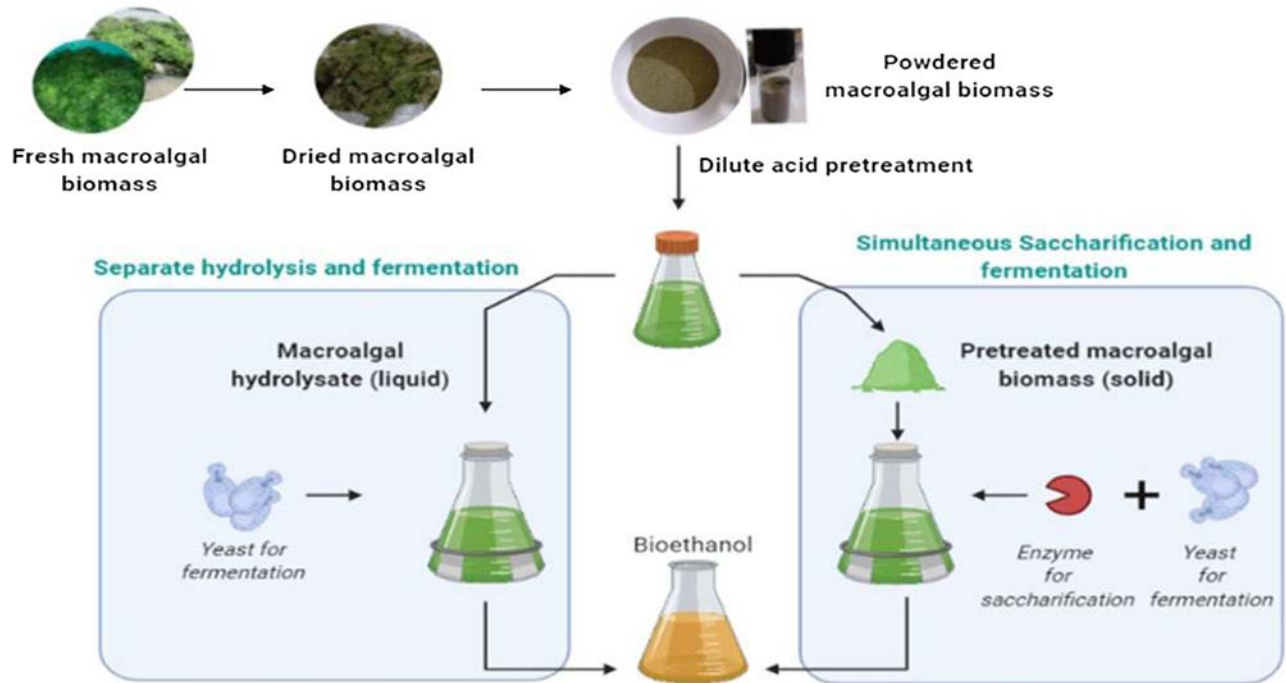 Fresh macroalgal
biomass
Dried macroalgal
biomass
Powdered
macroalgal biomass
Dilute acid pretreatment
Separate hydrolysis and fermentation
Simultaneous Saccharification and
fermentation
Macroalgal
hydrolysate (liquid)
Pretreated macroalgal
biomass (solid)
Yeast for
fermentation
Bioethanol
Enzyme
for
saccharification
Yeast
for
fermentation